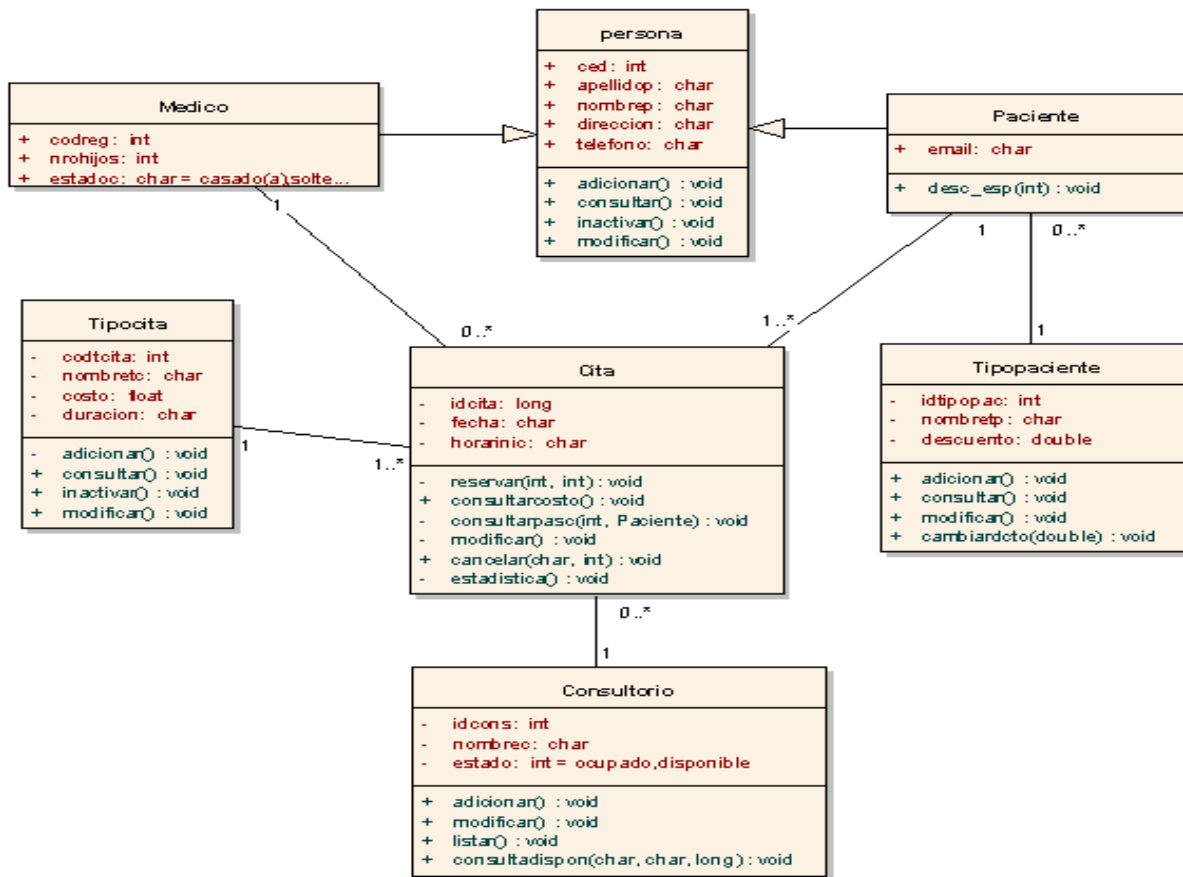 persona
+ ced: int
+ apellidop: char
+ nombrep: char
+ direccion: char
+ telefono: char
+ adicionar() : void
+ consultar() : void
+ inactivar() : void
+ modificar() : void
Medico
+ codreg: int
+ nrohijos: int
+ estadoc: char = casado(a),solte...
Paciente
+ email: char
+ desc_esp(int) : void
1
1
0..*
0..*
1..*
1
Tipocita
- codtcita: int
- nombretc: char
- costo: float
- duracion: char
- adicionar() : void
+ consultar() : void
+ inactivar() : void
+ modificar() : void
1
1..*
Cita
- idcita: long
- fecha: char
- horarinic: char
- reservar(int, int) : void
+ consultarcosto() : void
- consultarpasc(int, Paciente) : void
- modificar() : void
+ cancelar(char, int) : void
- estadistica() : void
Tipopaciente
- idtipopac: int
- nombretp: char
- descuento: double
+ adicionar() : void
+ consultar() : void
+ modificar() : void
+ cambiardcto(double) : void
0..*
1
Consultorio
- idcons: int
- nombrec: char
- estado: int = ocupado,disponible
+ adicionar() : void
+ modificar() : void
+ listar() : void
+ consultadispon(char, char, long) : void